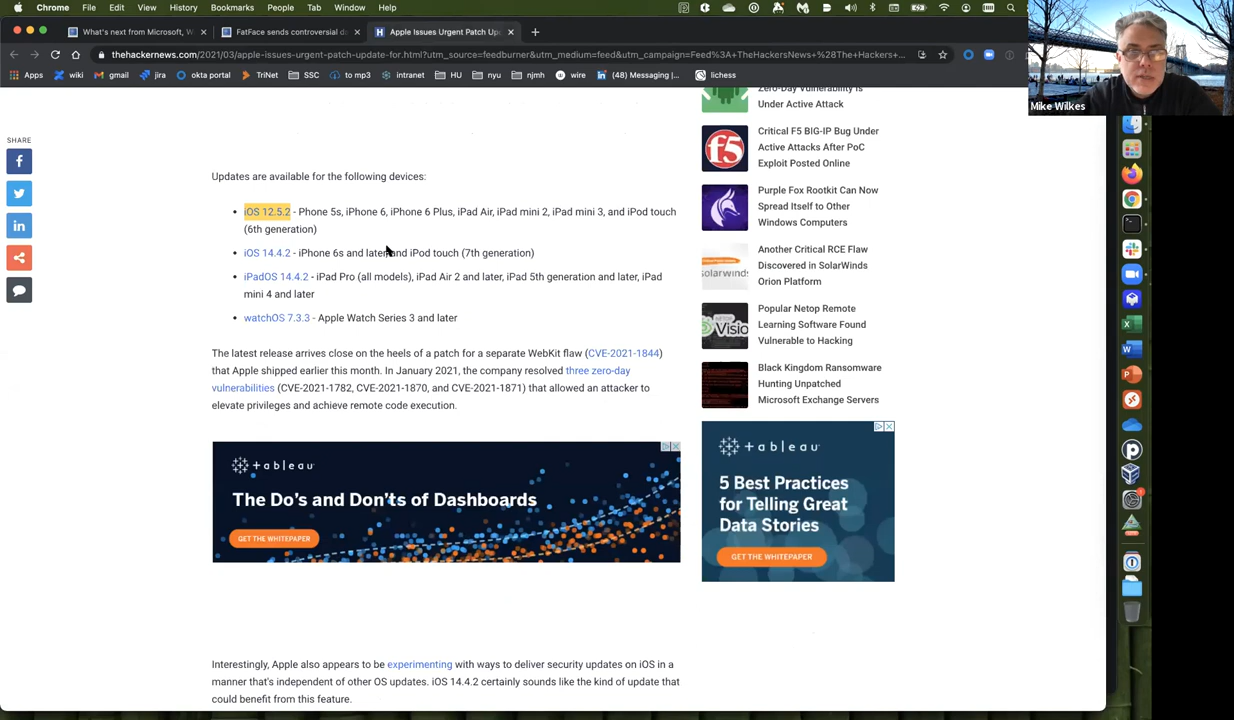 Chrome File Edit View History Bookmarks People Tab Window Help
What's next from Microsoft, W
FatFace sends controversial da
Apple Issues Urgent Patch Upd
thehackernews.com/2021/03/apple-issues-urgent-patch-update-for.html?utm_source=feedburner&utm_medium=feed&utm_campaign=Feed%3A+TheHackersNews+%28The+Hackers+...
Apps wiki gmail jira okta portal TriNet SSC to mp3 intranet HU nyu njmh wire (48) Messaging |... lichess
Mike Wilkes
SHARE
Updates are available for the following devices:
• iOS 12.5.2 - Phone 5s, iPhone 6, iPhone 6 Plus, iPad Air, iPad mini 2, iPad mini 3, and iPod touch
(6th generation)
• iOS 14.4.2 - iPhone 6s and later and iPod touch (7th generation)
• iPadOS 14.4.2 - iPad Pro (all models), iPad Air 2 and later, iPad 5th generation and later, iPad
mini 4 and later
• watchOS 7.3.3 - Apple Watch Series 3 and later
The latest release arrives close on the heels of a patch for a separate WebKit flaw (CVE-2021-1844)
that Apple shipped earlier this month. In January 2021, the company resolved three zero-day
vulnerabilities (CVE-2021-1782, CVE-2021-1870, and CVE-2021-1871) that allowed an attacker to
elevate privileges and achieve remote code execution.
+ableau
The Do's and Don'ts of Dashboards
GET THE WHITEPAPER
Interestingly, Apple also appears to be experimenting with ways to deliver security updates on iOS in a
manner that's independent of other OS updates. iOS 14.4.2 certainly sounds like the kind of update that
could benefit from this feature.
Zero-Day Vulnerability Is
Under Active Attack
f5
Critical F5 BIG-IP Bug Under
Active Attacks After PoC
Exploit Posted Online
Purple Fox Rootkit Can Now
Spread Itself to Other
Windows Computers
solarwinds
Another Critical RCE Flaw
Discovered in SolarWinds
Orion Platform
Visio
Popular Netop Remote
Learning Software Found
Vulnerable to Hacking
Black Kingdom Ransomware
Hunting Unpatched
Microsoft Exchange Servers
+ableau
5 Best Practices
for Telling Great
Data Stories
GET THE WHITEPAPER